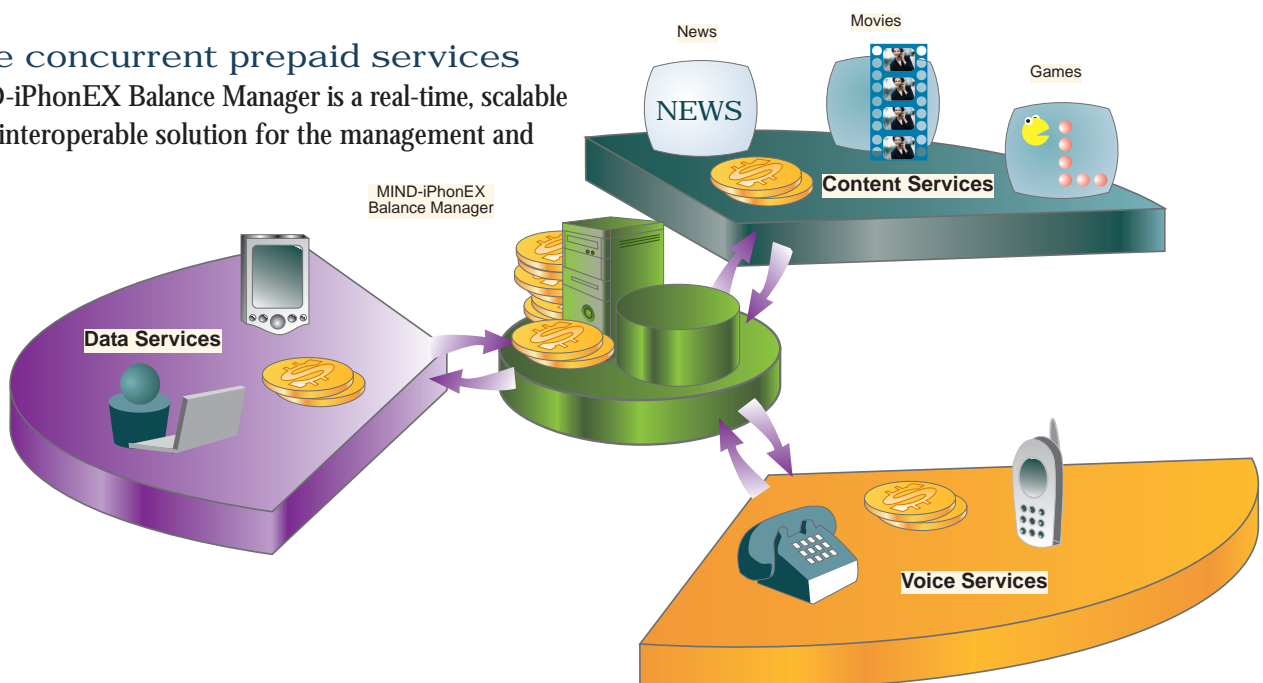 e concurrent prepaid services
D-iPhonEX Balance Manager is a real-time, scalable
interoperable solution for the management and
News
Movies
Games
NEWS
Content Services
MIND-iPhonEX
Balance Manager
Data Services
Voice Services